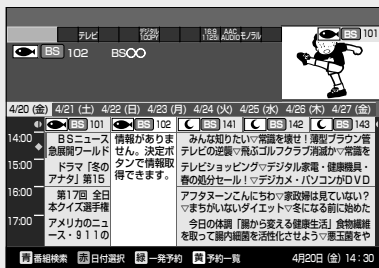 テレビ デジタル 1COPY 16:9 1125i AAC AUDIO モノラル BS 101
BS 102 BS○○
4/20 (金) 4/21 (土) 4/22 (日) 4/23 (月) 4/24 (火) 4/25 (水) 4/26 (木) 4/27 (金)
BS 101 BS 102 BS 141 BS 142 BS 143
14:00 BSニュース 情報がありま みんな知りたい▽常識を壊せ!薄型ブラウン管
急展開ワールド せん。決定ボ テレビの逆襲▽飛ぶゴルフクラブ消滅か▽常識を
15:00 ドラマ「冬の タンで情報取 テレビショッピング▽デジタル家電・健康機具・
アナタ」第15 得できます。 春の処分セール!▽デジカメ・パソコンがDVD
16:00 第17回 全日 アフタヌーンこんにちわ▽家政婦は見ていない?
本クイズ選手権 ▽まちがいないダイエット▽冬になる前に始めた
17:00 アメリカのニュ 今日の体調「腸から変える健康生活」食物繊維
ース・911の を取って腸内細菌を活性化させよう▽悪玉菌をや
青 番組検索 赤 日付選択 緑 一発予約 黄 予約一覧 4月20日 (金) 14:30